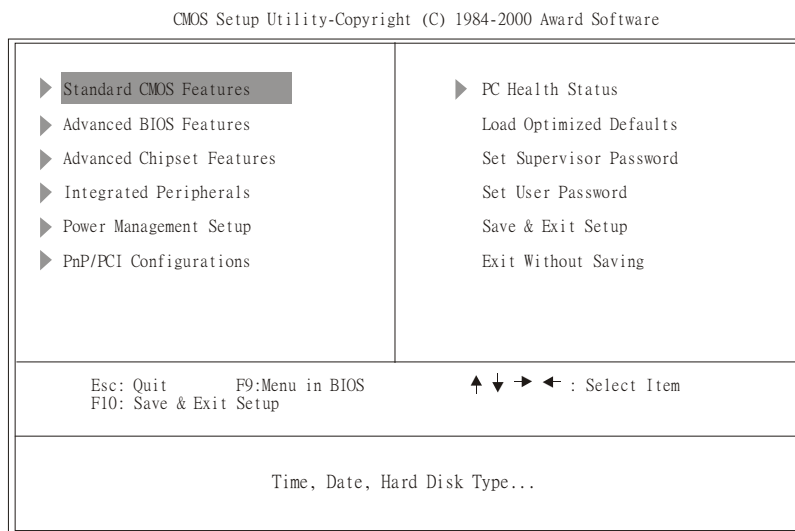 CMOS Setup Utility-Copyright (C) 1984-2000 Award Software
Standard CMOS Features
Advanced BIOS Features
Advanced Chipset Features
Integrated Peripherals
Power Management Setup
PnP/PCI Configurations
PC Health Status
Load Optimized Defaults
Set Supervisor Password
Set User Password
Save & Exit Setup
Exit Without Saving
Esc: Quit F9:Menu in BIOS
F10: Save & Exit Setup
↑ ↓ → ← : Select Item
Time, Date, Hard Disk Type...